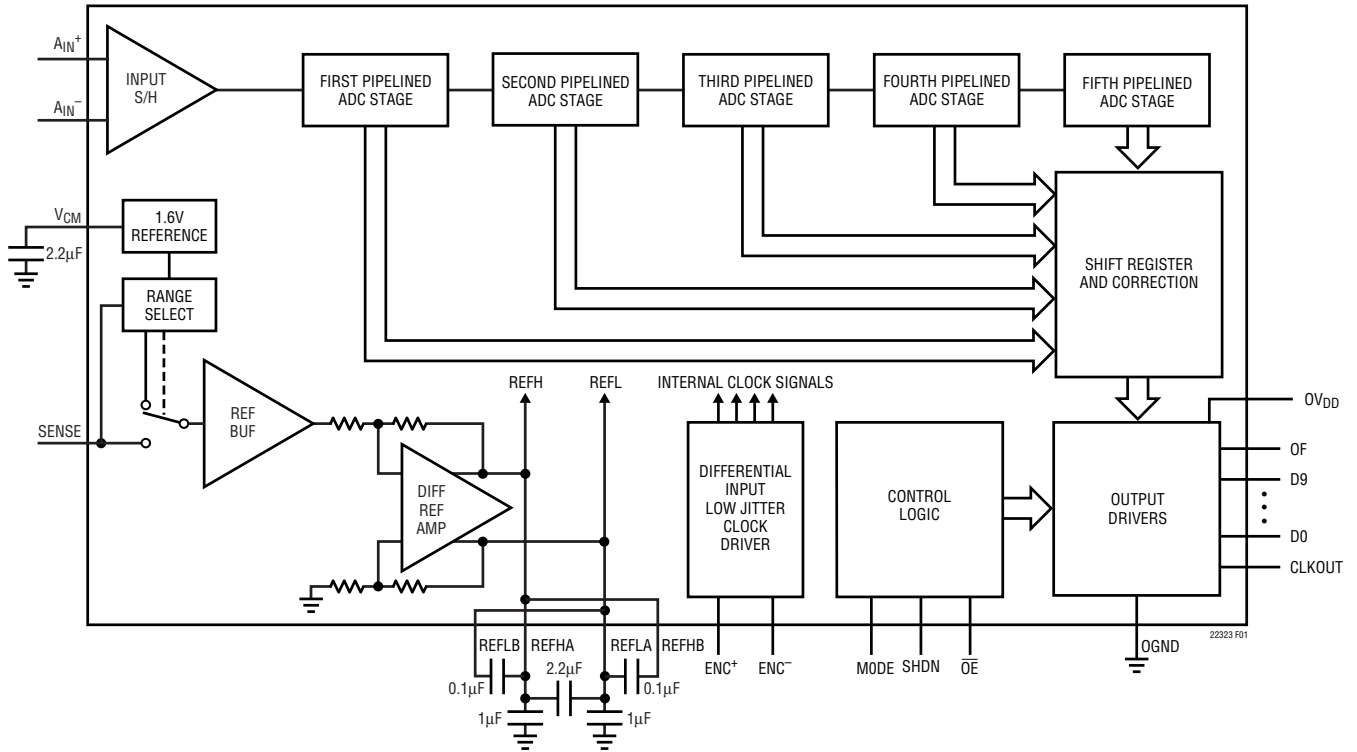 AIN+
INPUT
S/H
AIN−
FIRST PIPELINED
ADC STAGE
SECOND PIPELINED
ADC STAGE
THIRD PIPELINED
ADC STAGE
FOURTH PIPELINED
ADC STAGE
FIFTH PIPELINED
ADC STAGE
VCM
2.2µF
1.6V
REFERENCE
RANGE
SELECT
SHIFT REGISTER
AND CORRECTION
SENSE
REF
BUF
REFH
REFL
INTERNAL CLOCK SIGNALS
DIFF
REF
AMP
DIFFERENTIAL
INPUT
LOW JITTER
CLOCK
DRIVER
CONTROL
LOGIC
OUTPUT
DRIVERS
OVDD
OF
D9
D0
CLKOUT
22323 F01
REFLB
REFHA
REFLA
REFHB
2.2µF
0.1µF
0.1µF
1µF
1µF
ENC+
ENC−
MODE
SHDN
O̅E̅
OGND